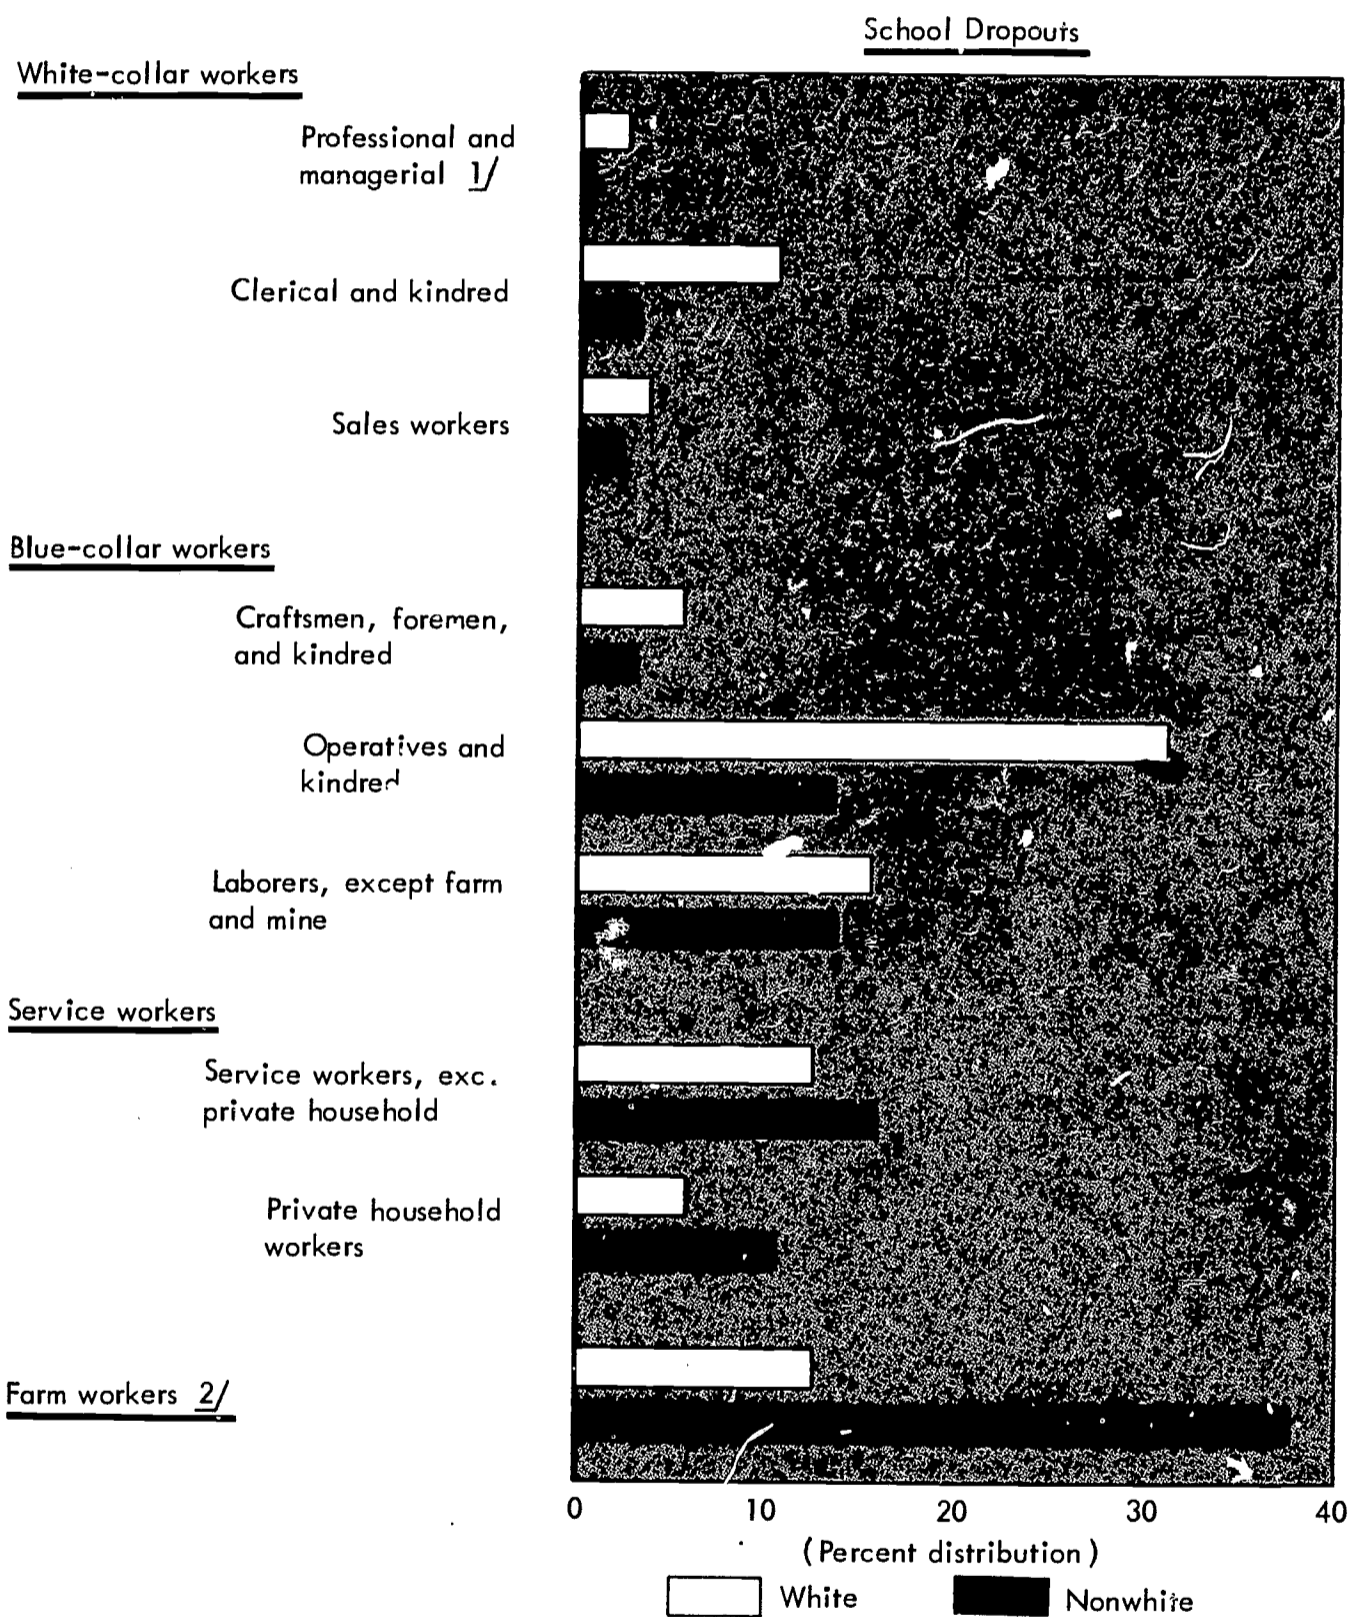 School Dropouts
White-collar workers
Professional and
managerial 1/
Clerical and kindred
Sales workers
Blue-collar workers
Craftsmen, foremen,
and kindred
Operatives and
kindred
Laborers, except farm
and mine
Service workers
Service workers, exc.
private household
Private household
workers
Farm workers 2/
0 10 20 30 40
(Percent distribution)
White Nonwhite